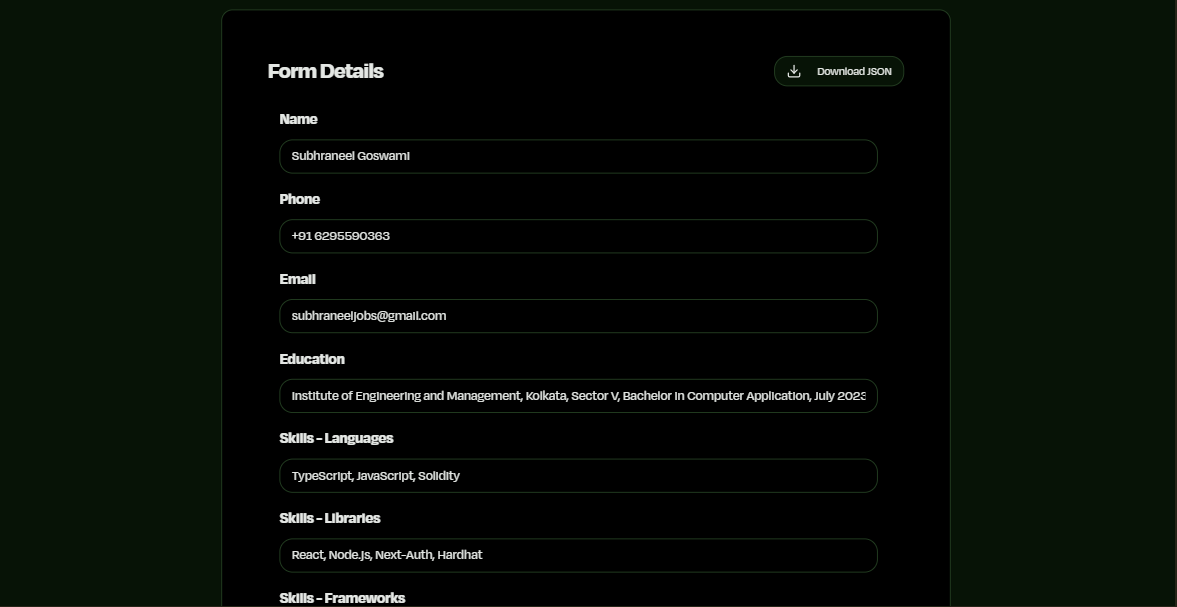 Form Details
Download JSON
Name
Subhraneel Goswami
Phone
+91 6295590363
Email
subhraneeljobs@gmail.com
Education
Institute of Engineering and Management, Kolkata, Sector V, Bachelor in Computer Application, July 2023
Skills - Languages
TypeScript, JavaScript, Solidity
Skills - Libraries
React, Node.js, Next-Auth, Hardhat
Skills - Frameworks